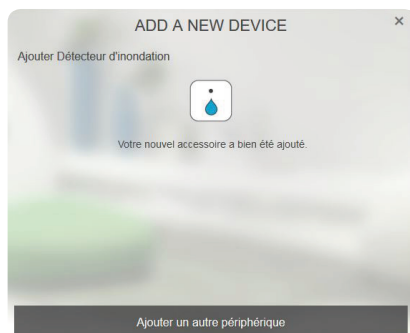 ADD A NEW DEVICE
×
Ajouter Détecteur d'inondation
Votre nouvel accessoire a bien été ajouté.
Ajouter un autre périphérique